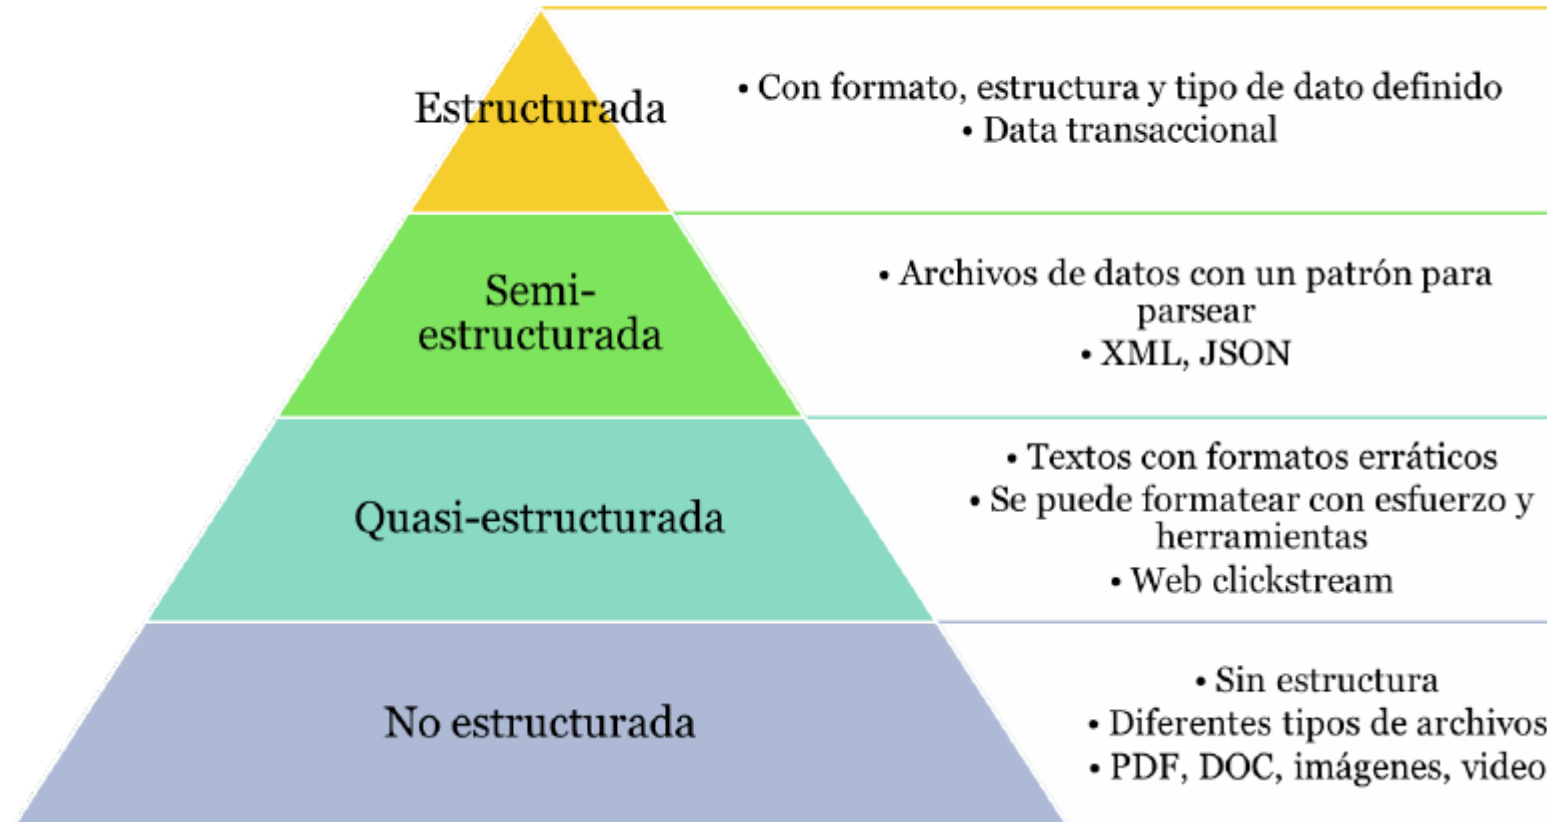 Estructurada
• Con formato, estructura y tipo de dato definido
• Data transaccional
Semi-
estructurada
• Archivos de datos con un patrón para
parsear
• XML, JSON
Quasi-estructurada
• Textos con formatos erráticos
• Se puede formatear con esfuerzo y
herramientas
• Web clickstream
No estructurada
• Sin estructura
• Diferentes tipos de archivos
• PDF, DOC, imágenes, video